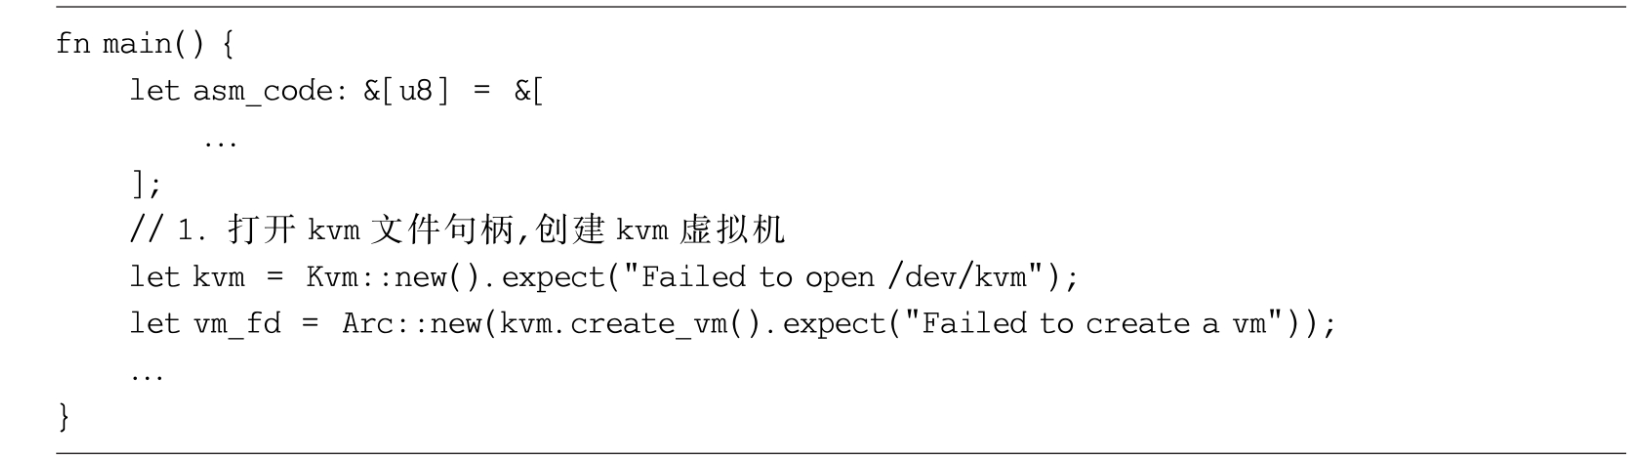 fn main() {
let asm_code: &[u8] = &[
...
];
// 1. 打开 kvm 文件句柄,创建 kvm 虚拟机
let kvm = Kvm::new().expect("Failed to open /dev/kvm");
let vm_fd = Arc::new(kvm.create_vm().expect("Failed to create a vm"));
...
}